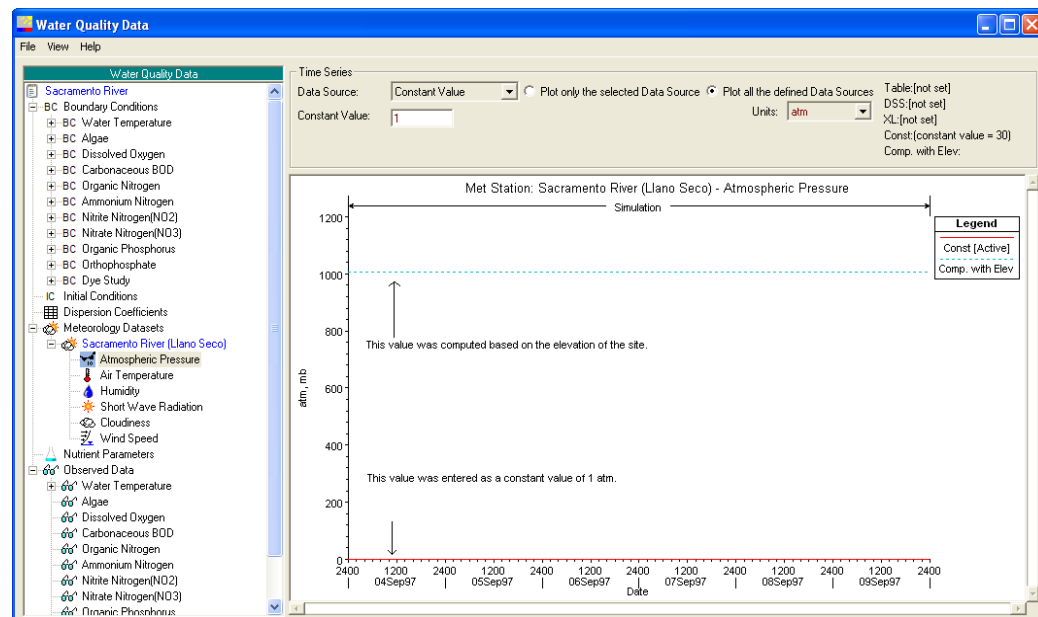 Water Quality Data
File View Help
Water Quality Data
Sacramento River
BC Boundary Conditions
BC Water Temperature
BC Algae
BC Dissolved Oxygen
BC Carbonaceous BOD
BC Organic Nitrogen
BC Ammonium Nitrogen
BC Nitrite Nitrogen(NO2)
BC Nitrate Nitrogen(NO3)
BC Organic Phosphorus
BC Orthophosphate
BC Dye Study
IC Initial Conditions
Dispersion Coefficients
Meteorology Datasets
Sacramento River (Llano Seco)
Atmospheric Pressure
Air Temperature
Humidity
Short Wave Radiation
Cloudiness
Wind Speed
Nutrient Parameters
Observed Data
Water Temperature
Algae
Dissolved Oxygen
Carbonaceous BOD
Organic Nitrogen
Ammonium Nitrogen
Nitrite Nitrogen(NO2)
Nitrate Nitrogen(NO3)
Organic Phosphorus
Time Series
Data Source: Constant Value Plot only the selected Data Source Plot all the defined Data Sources
Constant Value: 1 Units: atm
Table:[not set]
DSS:[not set]
XL:[not set]
Const:(constant value = 30)
Comp. with Elev:
Met Station: Sacramento River (Llano Seco) - Atmospheric Pressure
Simulation
Legend
Const [Active]
Comp. with Elev
1200
1000
800
600
400
200
0
atm, mb
This value was computed based on the elevation of the site.
This value was entered as a constant value of 1 atm.
2400 1200 2400 1200 2400 1200 2400 1200 2400 1200 2400 1200 2400
04Sep97 05Sep97 06Sep97 07Sep97 08Sep97 09Sep97
Date